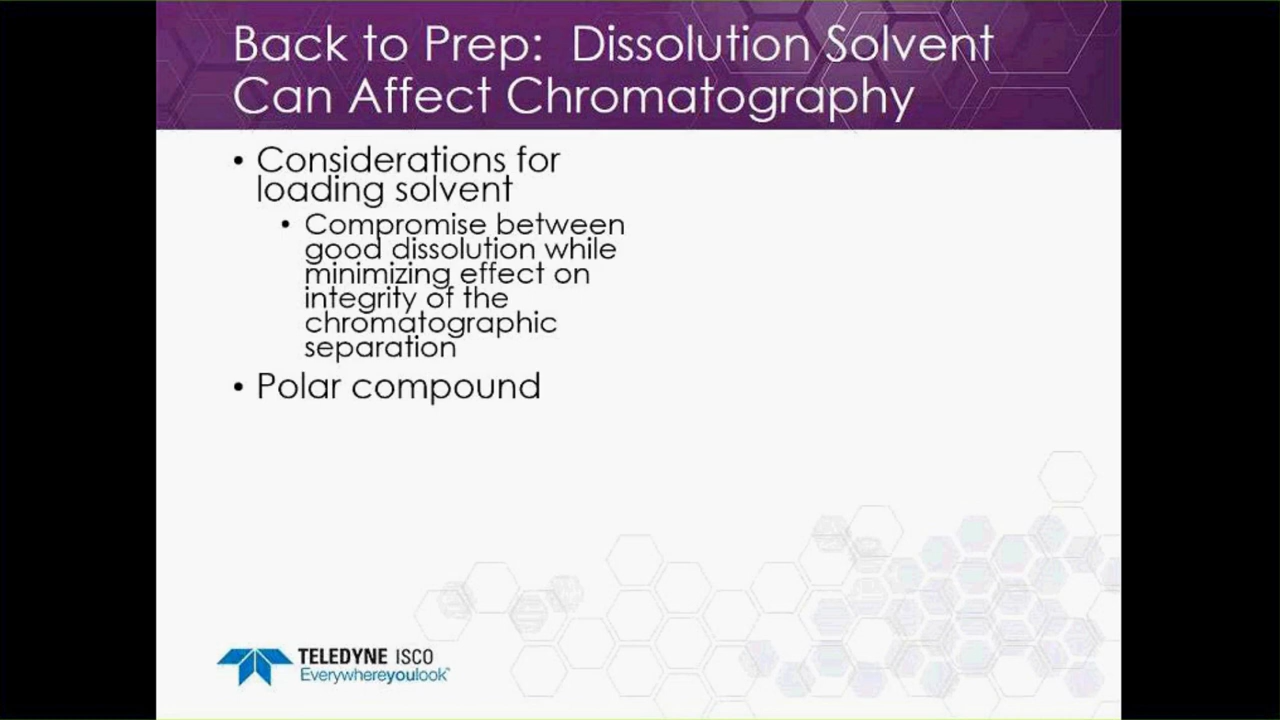 Back to Prep: Dissolution Solvent
Can Affect Chromatography
• Considerations for
loading solvent
• Compromise between
good dissolution while
minimizing effect on
integrity of the
chromatographic
separation
• Polar compound
TELEDYNE ISCO
Everywhereyoulook™